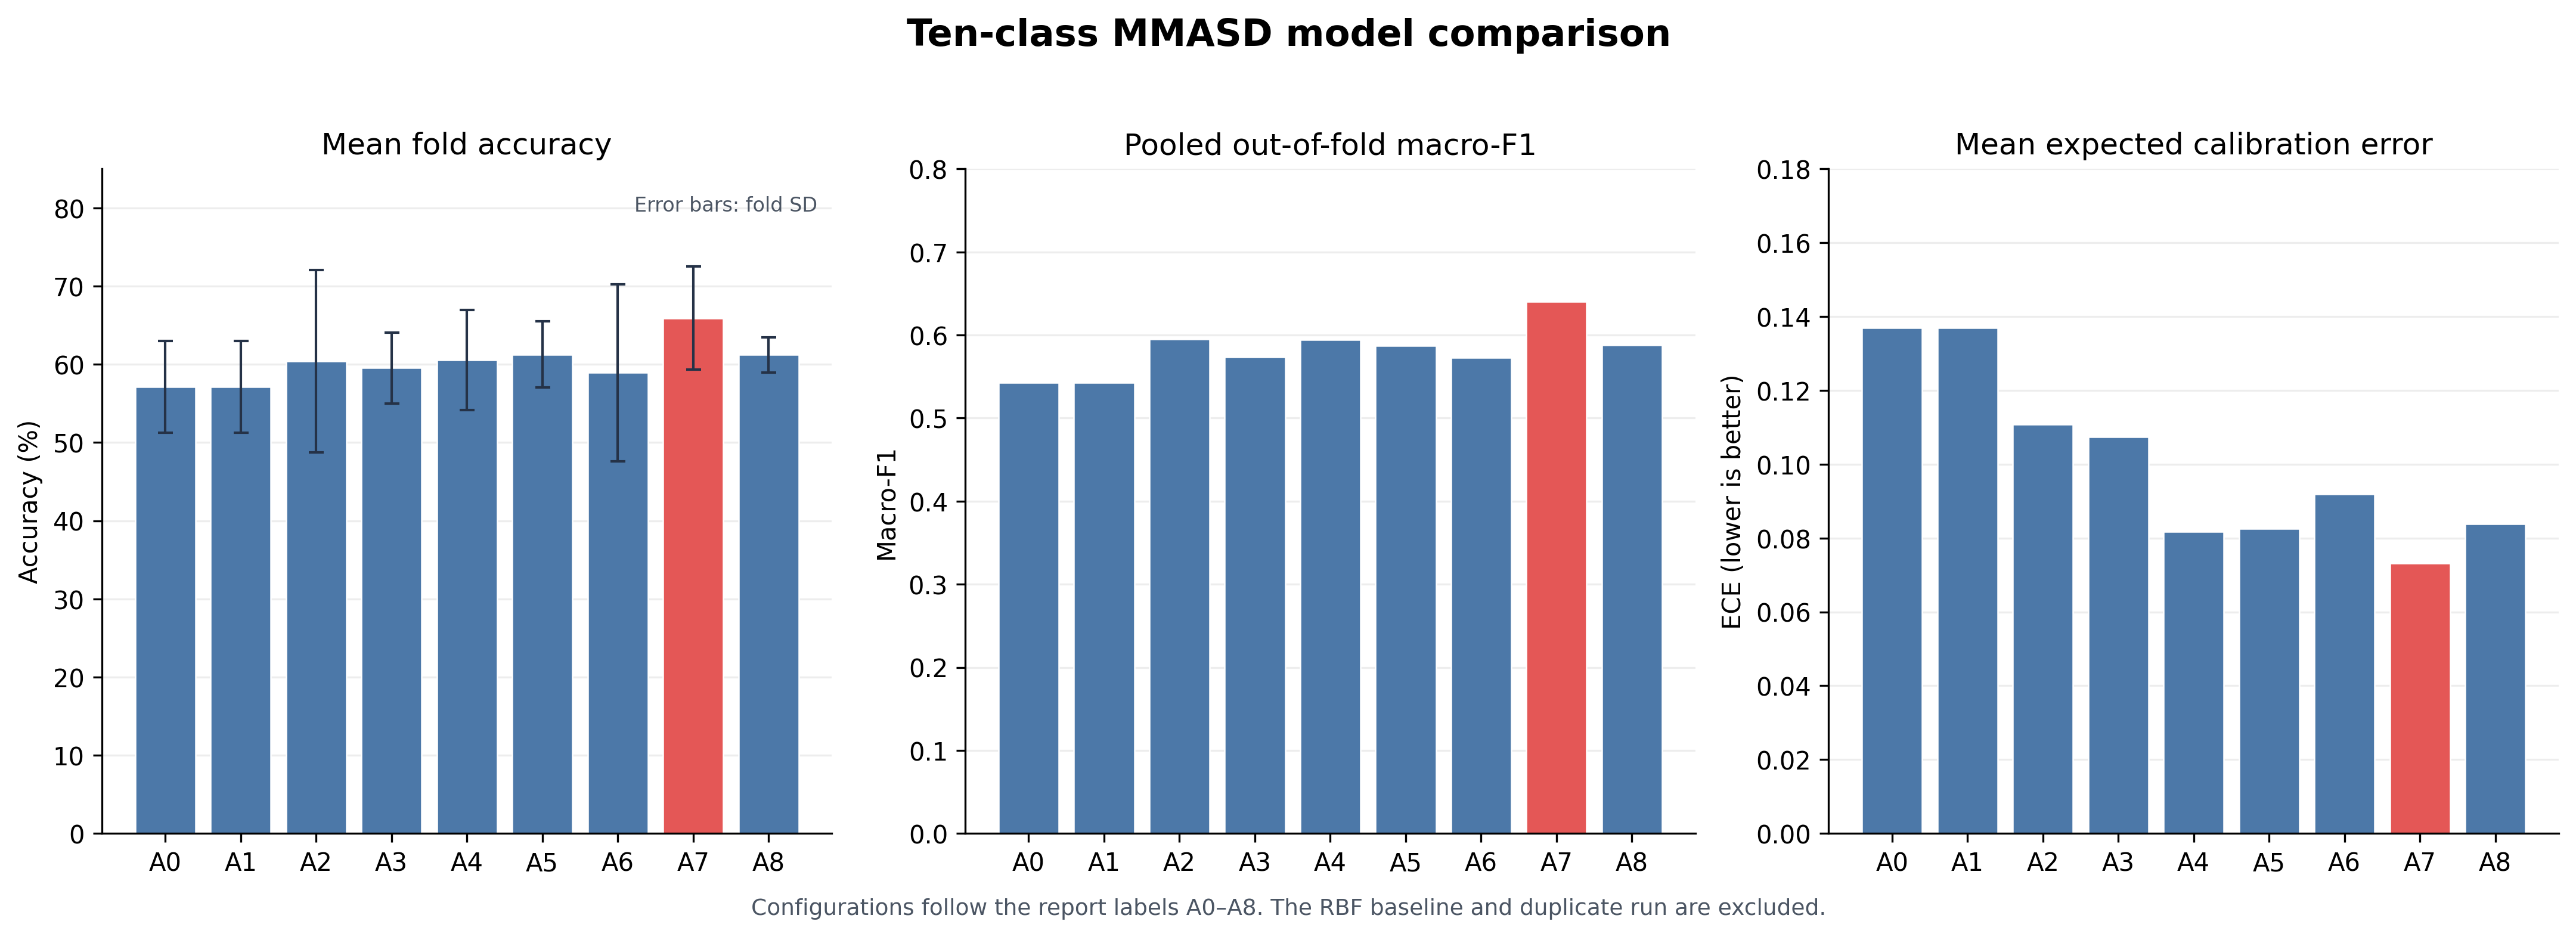 Ten-class MMASD model comparison
Mean fold accuracy
Error bars: fold SD
Accuracy (%)
80
70
60
50
40
30
20
10
0
A0 A1 A2 A3 A4 A5 A6 A7 A8
Pooled out-of-fold macro-F1
Macro-F1
0.8
0.7
0.6
0.5
0.4
0.3
0.2
0.1
0.0
A0 A1 A2 A3 A4 A5 A6 A7 A8
Mean expected calibration error
ECE (lower is better)
0.18
0.16
0.14
0.12
0.10
0.08
0.06
0.04
0.02
0.00
A0 A1 A2 A3 A4 A5 A6 A7 A8
Configurations follow the report labels A0–A8. The RBF baseline and duplicate run are excluded.